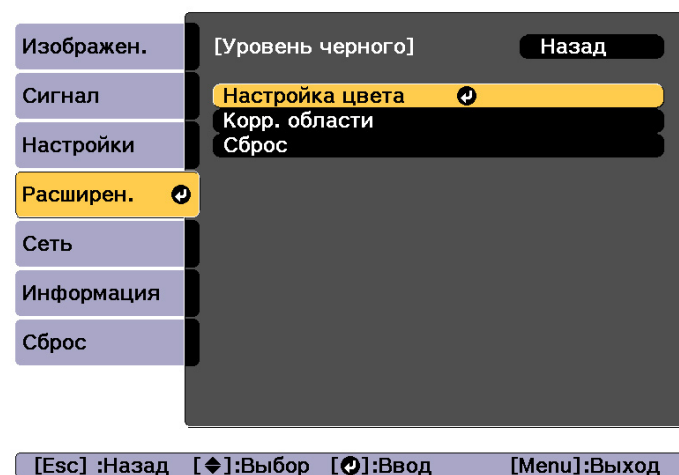 Изображен.
Сигнал
Настройки
Расширен.
Сеть
Информация
Сброс
[Уровень черного] Назад
Настройка цвета
Корр. области
Сброс
[Esc] :Назад [◆]:Выбор [↵]:Ввод [Menu]:Выход